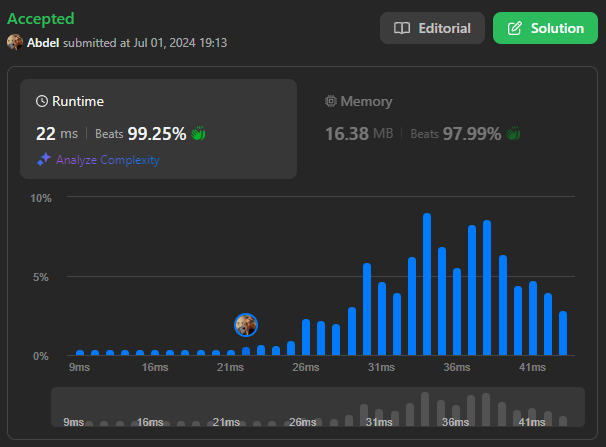 Accepted
Editorial
Solution
Abdel submitted at Jul 01, 2024 19:13
Runtime
Memory
22 ms | Beats 99.25%
16.38 MB | Beats 97.99%
Analyze Complexity
10%
5%
0%
9ms 16ms 21ms 26ms 31ms 36ms 41ms
9ms 16ms 21ms 26ms 31ms 36ms 41ms